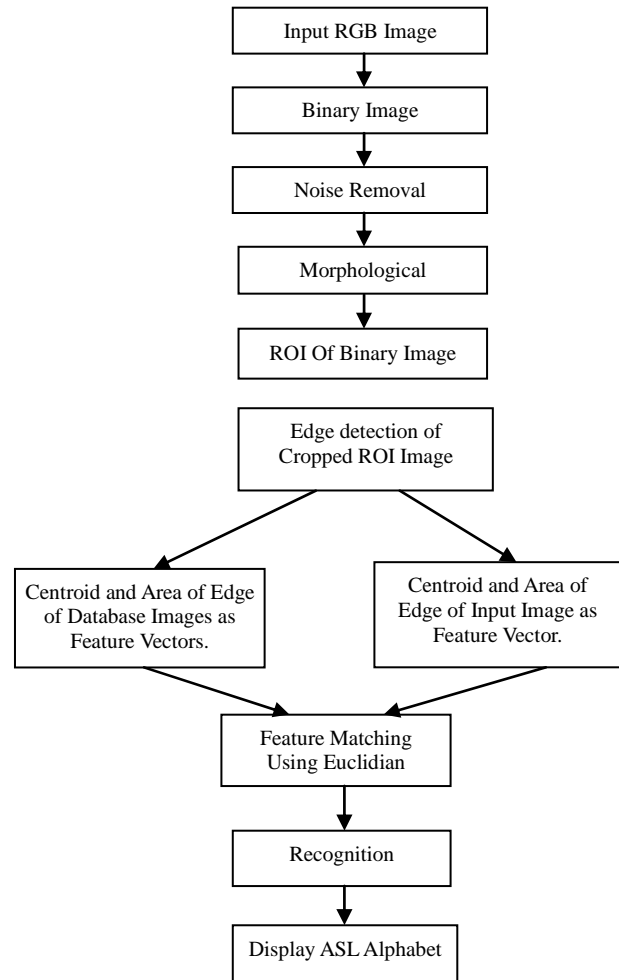 Input RGB Image
Binary Image
Noise Removal
Morphological
ROI Of Binary Image
Edge detection of
Cropped ROI Image
Centroid and Area of Edge
of Database Images as
Feature Vectors.
Centroid and Area of
Edge of Input Image as
Feature Vector.
Feature Matching
Using Euclidian
Recognition
Display ASL Alphabet